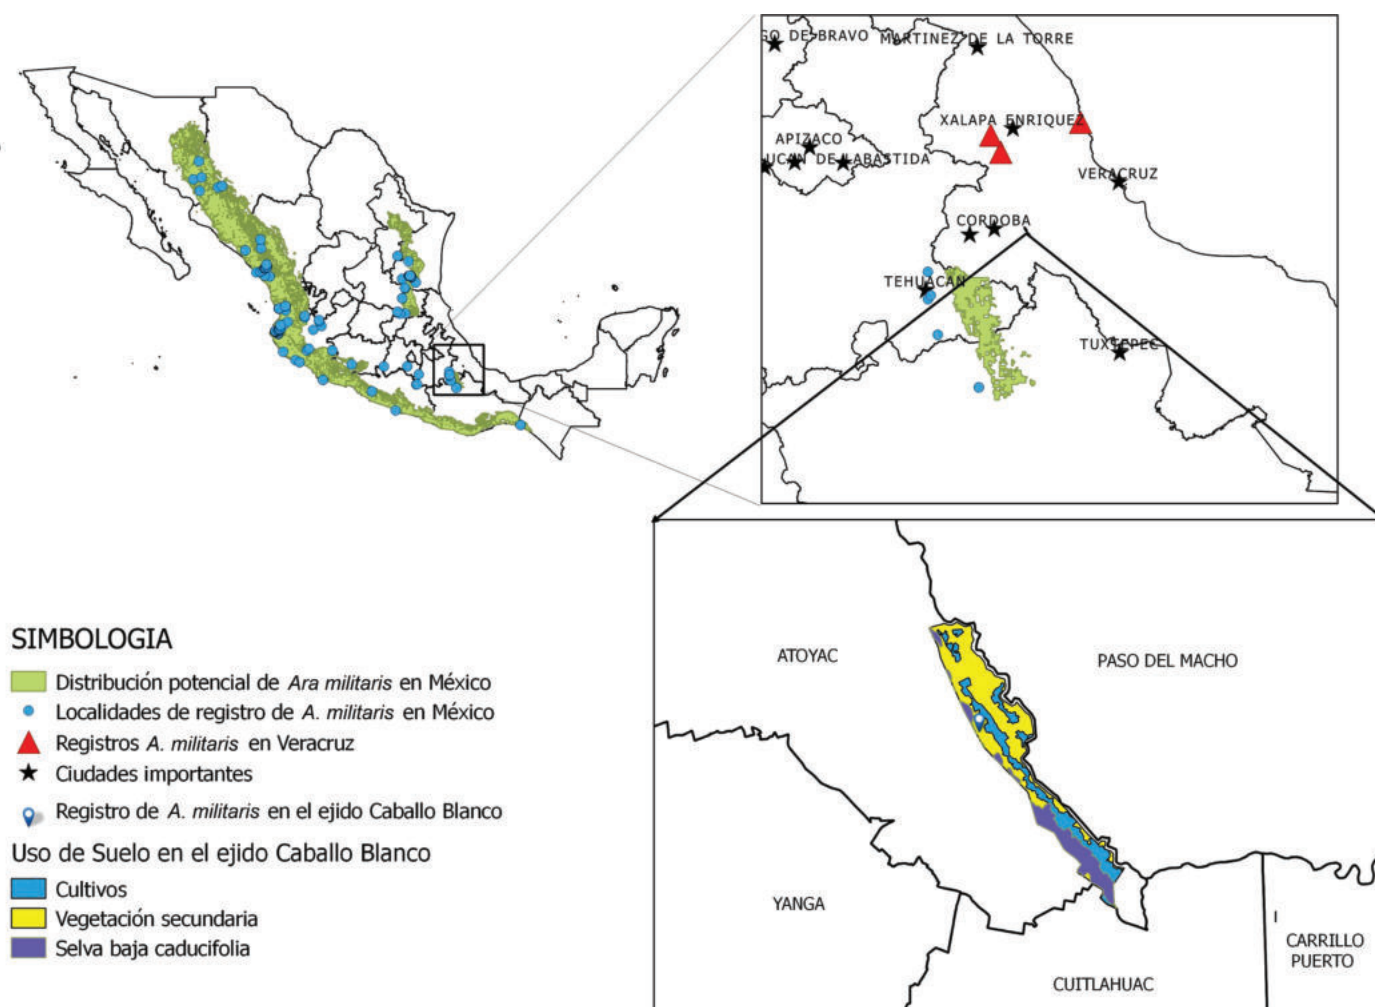 GO DE BRAVO
MARTINEZ DE LA TORRE
XALAPA ENRIQUEZ
APIZACO
UCAN DE LABASTIDA
VERACRUZ
CORDOBA
TEHUACAN
TUXTEPEC
SIMBOLOGIA
Distribución potencial de Ara militaris en México
Localidades de registro de A. militaris en México
Registros A. militaris en Veracruz
Ciudades importantes
Registro de A. militaris en el ejido Caballo Blanco
Uso de Suelo en el ejido Caballo Blanco
Cultivos
Vegetación secundaria
Selva baja caducifolia
ATOYAC
PASO DEL MACHO
YANGA
CUITLAHUAC
I
CARRILLO
PUERTO